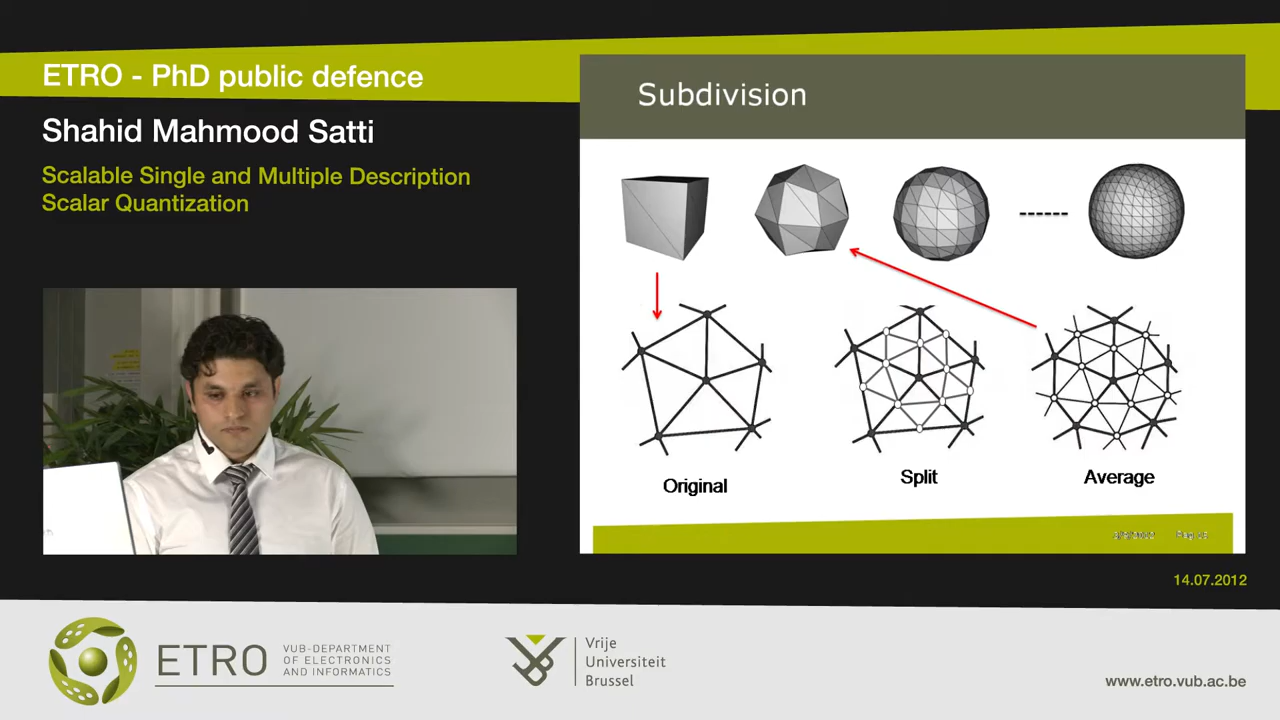 ETRO - PhD public defence
Shahid Mahmood Satti
Scalable Single and Multiple Description
Scalar Quantization
Subdivision
Original
Split
Average
14.07.2012
ETRO
VUB-DEPARTMENT
OF ELECTRONICS
AND INFORMATICS
Vrije
Universiteit
Brussel
www.etro.vub.ac.be